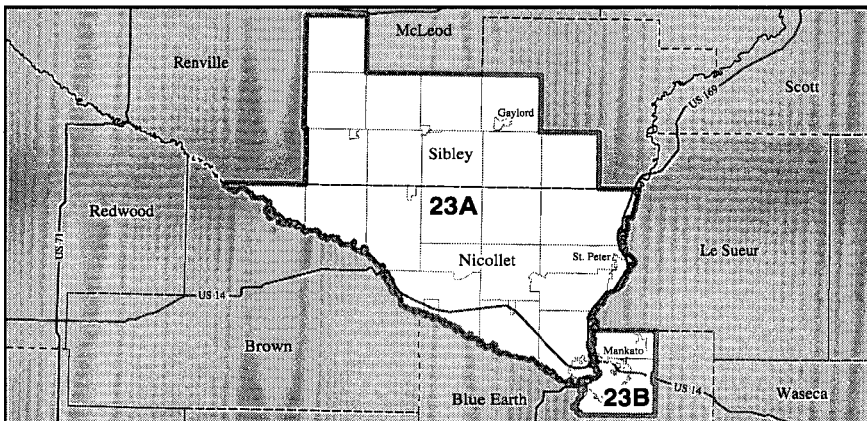 McLeod
Renville
Scott
US 169
Gaylord
Sibley
Redwood
23A
US 71
Nicollet
St. Peter
Le Sueur
US 14
Brown
Mankato
Blue Earth
23B
US 14
Waseca